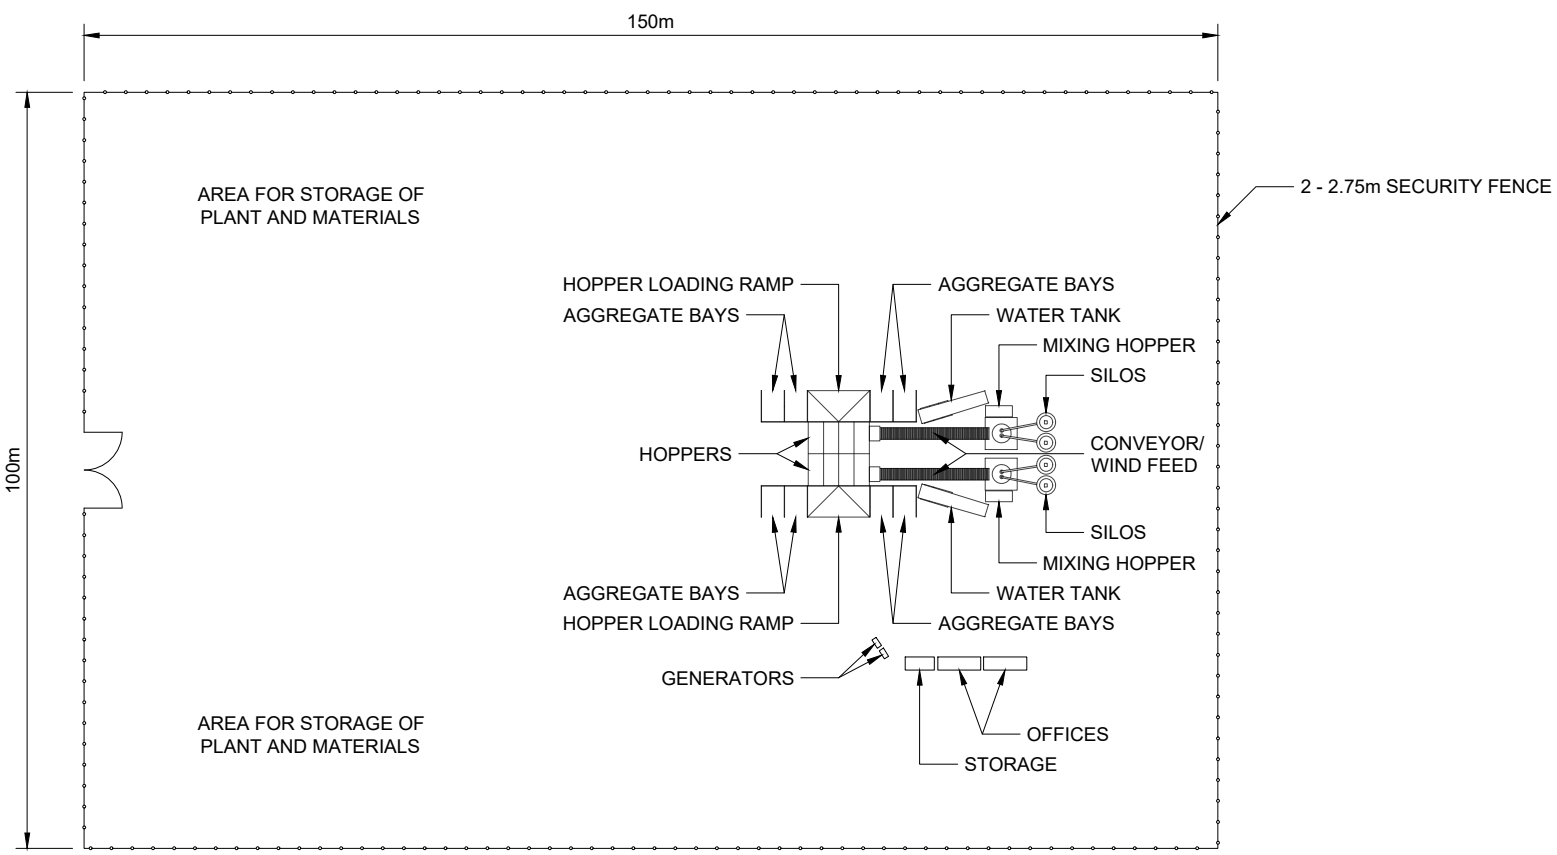 150m
100m
AREA FOR STORAGE OF
PLANT AND MATERIALS
2 - 2.75m SECURITY FENCE
HOPPER LOADING RAMP
AGGREGATE BAYS
AGGREGATE BAYS
WATER TANK
MIXING HOPPER
SILOS
HOPPERS
CONVEYOR/
WIND FEED
SILOS
MIXING HOPPER
AGGREGATE BAYS
WATER TANK
HOPPER LOADING RAMP
AGGREGATE BAYS
GENERATORS
AREA FOR STORAGE OF
PLANT AND MATERIALS
OFFICES
STORAGE